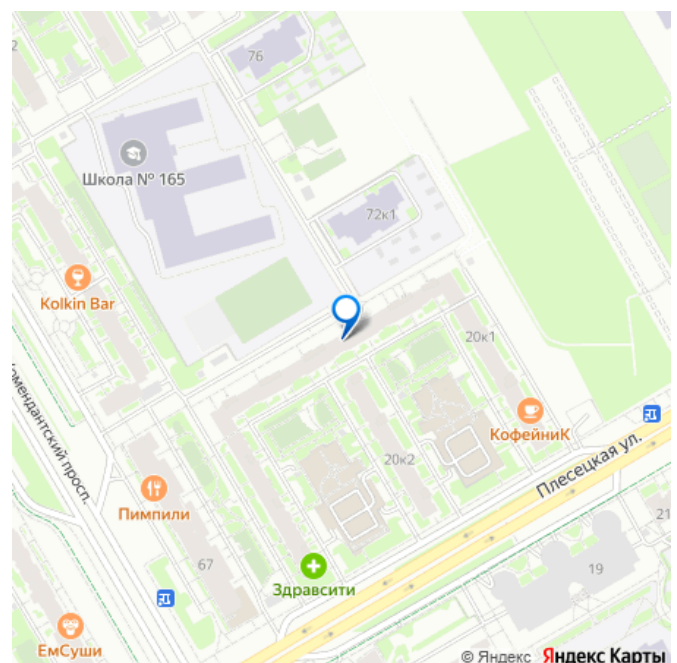 2
76
Школа № 165
72к1
Kolkin Bar
20к1
КофейниК
Комендантский просп.
Плесецкая ул.
20к2
Пимпили
21
67
19
Здравсити
ЕмСуши
© Яндекс Яндекс Карты